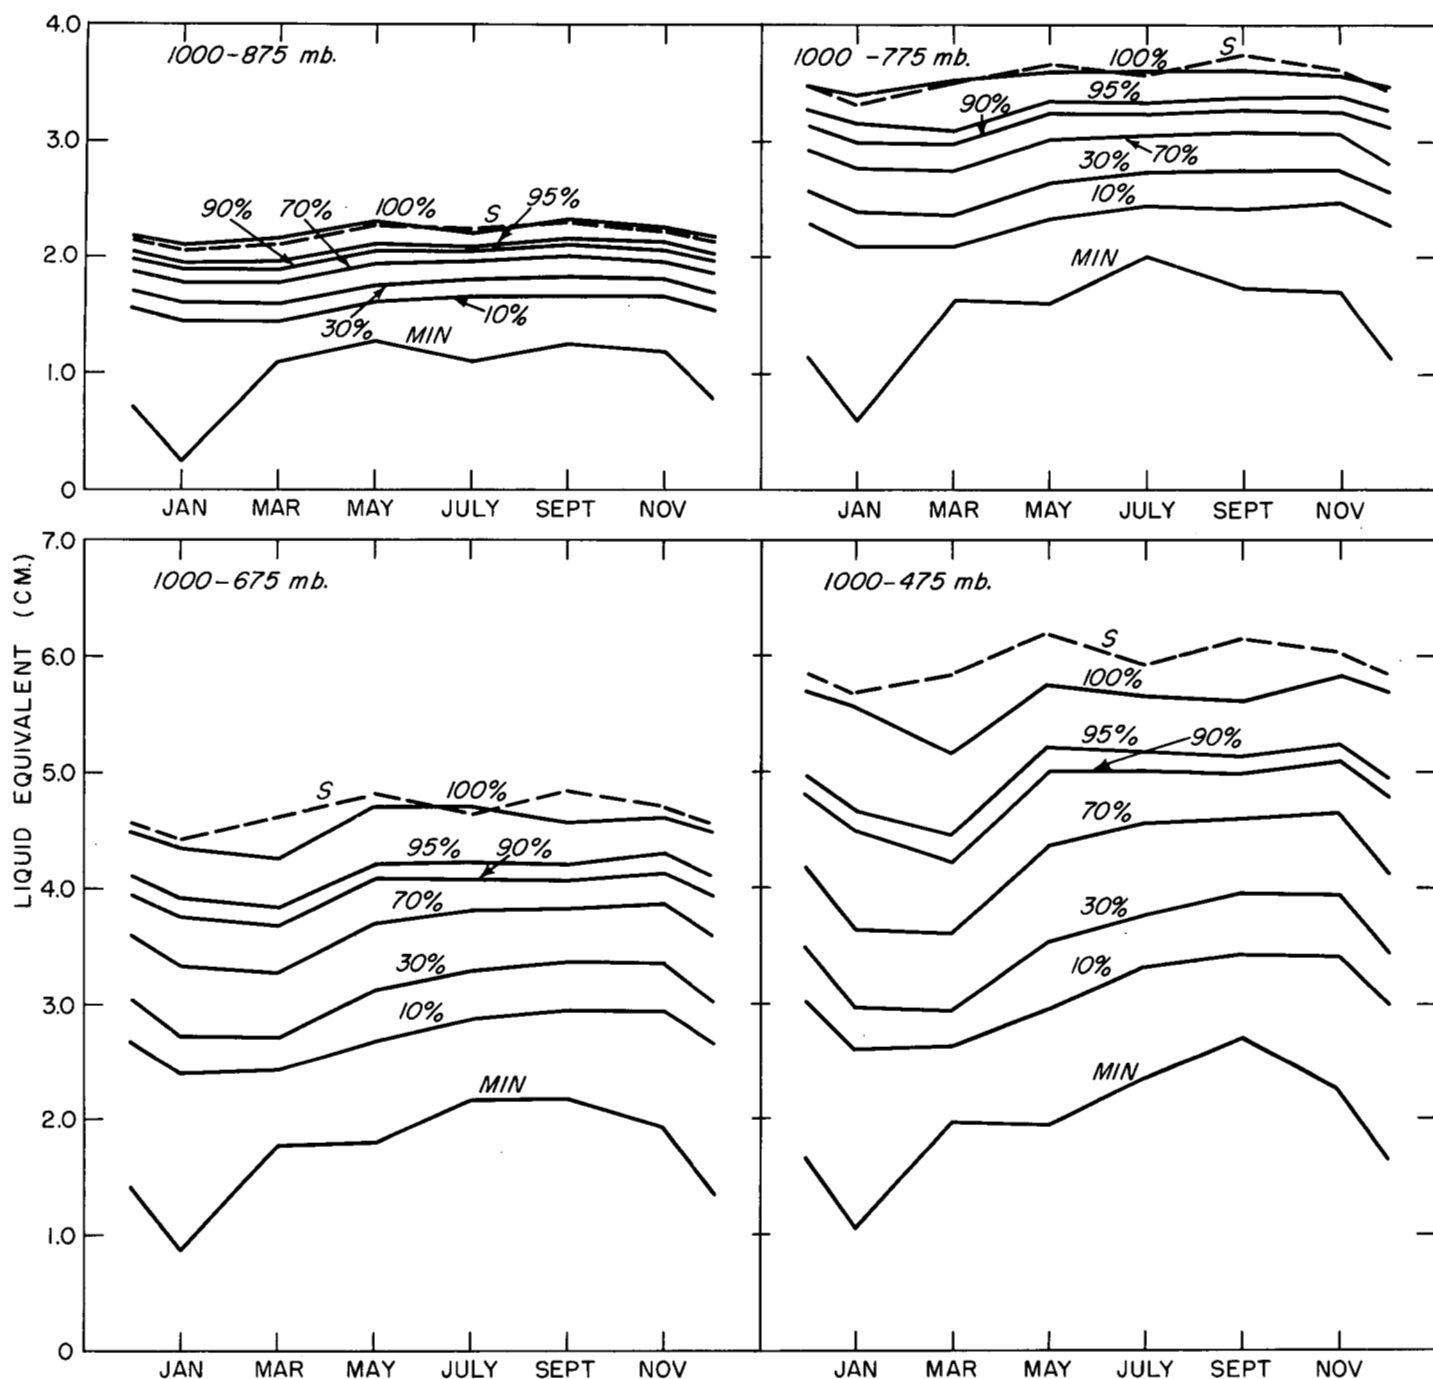 4.0
3.0
2.0
1.0
0
1000-875 mb.
90%
70%
100%
S
95%
30%
10%
MIN
JAN MAR MAY JULY SEPT NOV
1000-775 mb.
100%
S
90%
95%
70%
30%
10%
MIN
JAN MAR MAY JULY SEPT NOV
LIQUID EQUIVALENT (CM.)
7.0
6.0
5.0
4.0
3.0
2.0
1.0
0
1000-675 mb.
S
100%
95%
90%
70%
30%
10%
MIN
JAN MAR MAY JULY SEPT NOV
1000-475 mb.
S
100%
95%
90%
70%
30%
10%
MIN
JAN MAR MAY JULY SEPT NOV